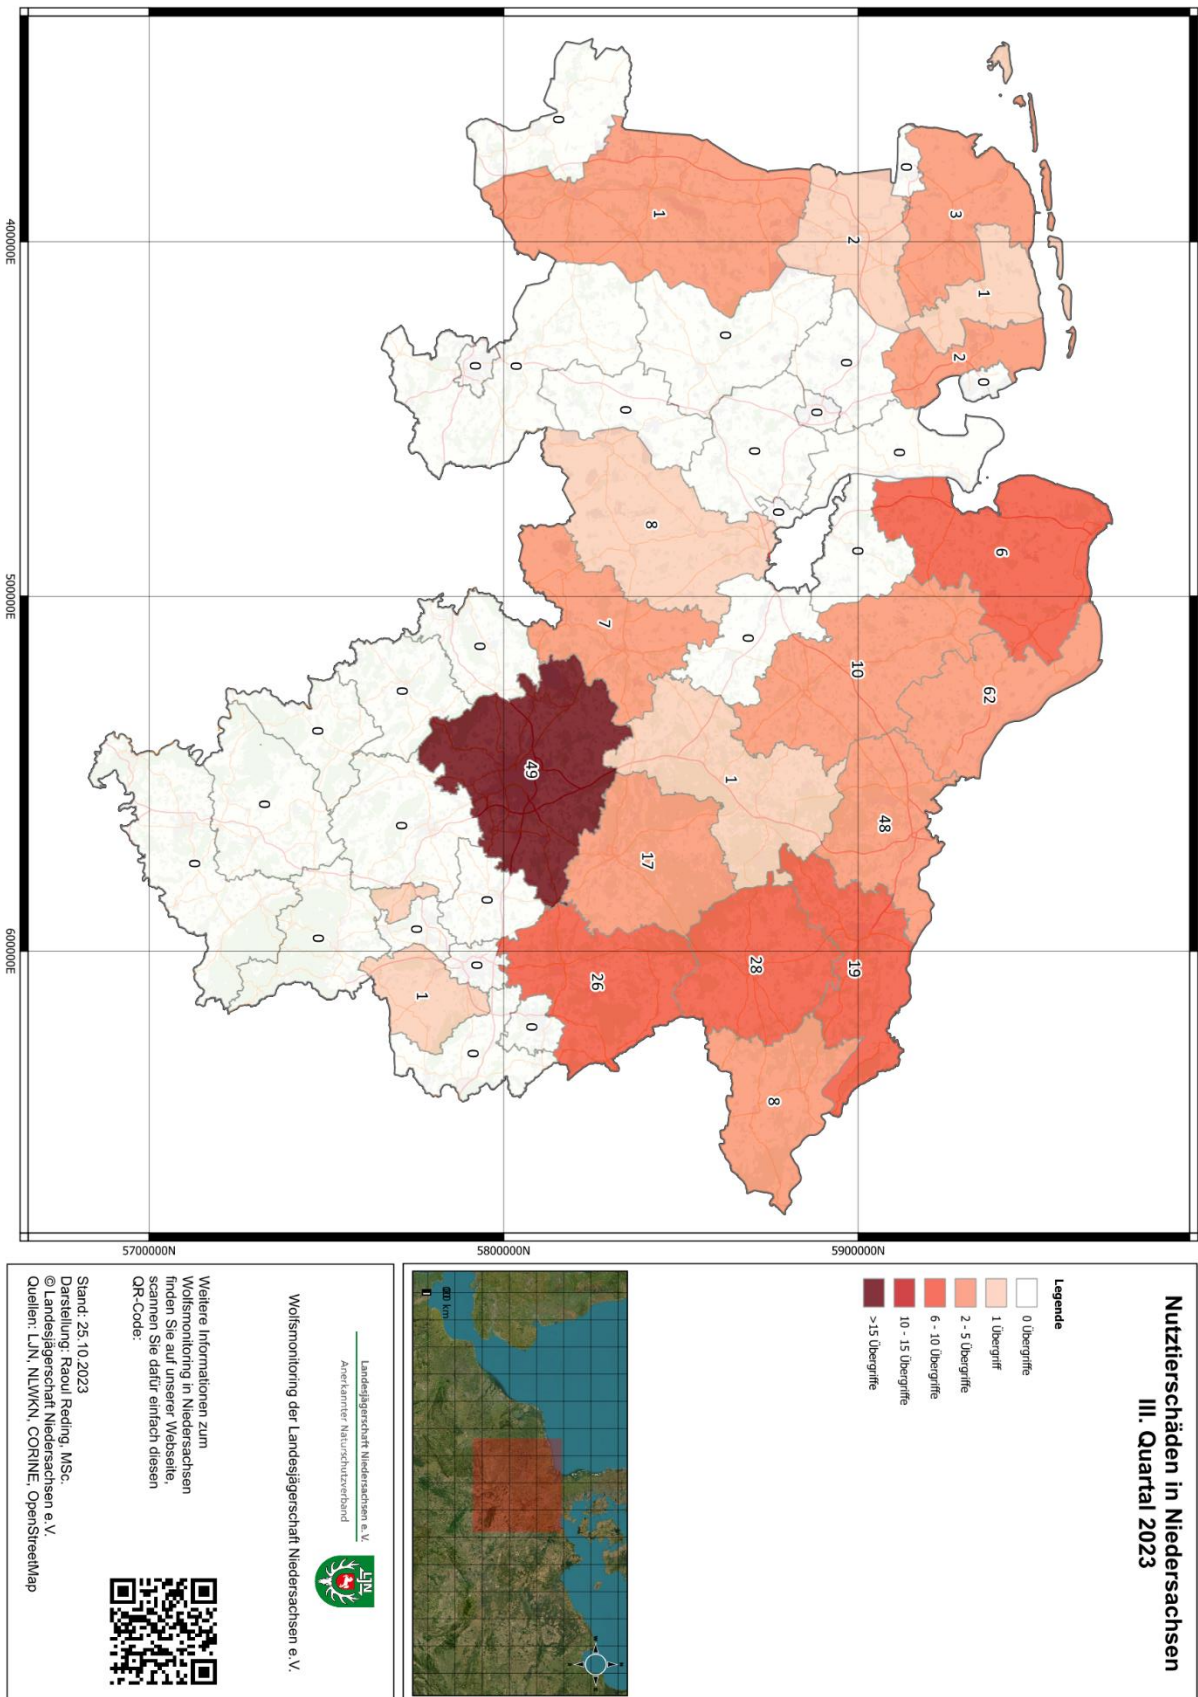 Nutztierschäden in Niedersachsen
III. Quartal 2023
Legende
0 Übergriffe
1 Übergriff
2 - 5 Übergriffe
6 - 10 Übergriffe
10 - 15 Übergriffe
>15 Übergriffe
km
Landesjägerschaft Niedersachsen e.V.
Anerkannter Naturschutzverband
LJN
Wolfsmonitoring der Landesjägerschaft Niedersachsen e.V.
Weitere Informationen zum
Wolfsmonitoring in Niedersachsen
finden Sie auf unserer Webseite,
scannen Sie dafür einfach diesen
QR-Code:
Stand: 25.10.2023
Darstellung: Raoul Reding, MSc.
© Landesjägerschaft Niedersachsen e.V.
Quellen: LJN, NLWKN, CORINE, OpenStreetMap
6
62
1
0
3
2
0
0
48
2
0
10
19
0
0
0
8
0
28
0
1
0
1
8
17
0
7
26
0
49
0
0
0
0
0
0
0
1
0
0
0
0
0
0
0
5900000N
5800000N
5700000N
400000E
500000E
600000E